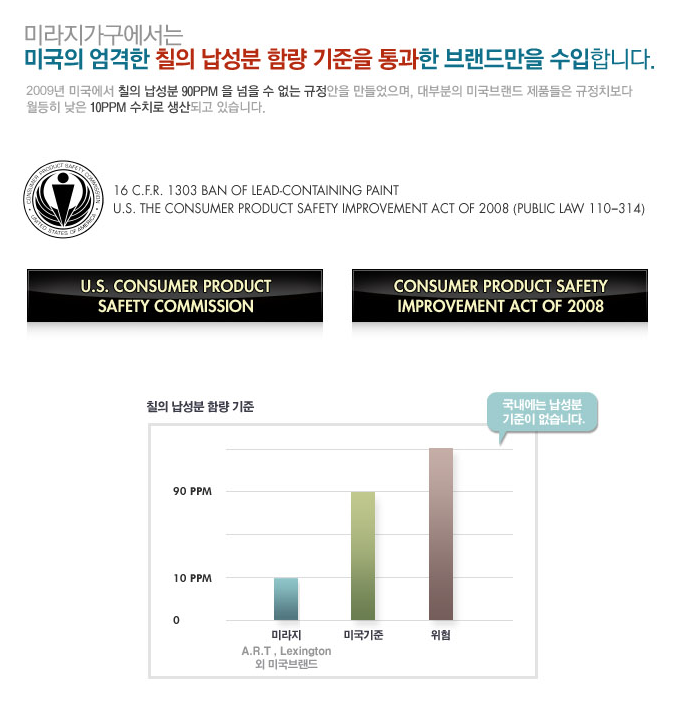 미라지가구에서는
미국의 엄격한 칠의 납성분 함량 기준을 통과한 브랜드만을 수입합니다.
2009년 미국에서 칠의 납성분 90PPM 을 넘을 수 없는 규정안을 만들었으며, 대부분의 미국브랜드 제품들은 규정치보다
월등히 낮은 10PPM 수치로 생산되고 있습니다.
CONSUMER PRODUCT SAFETY COMMISSION
UNITED STATES OF AMERICA
16 C.F.R. 1303 BAN OF LEAD-CONTAINING PAINT
U.S. THE CONSUMER PRODUCT SAFETY IMPROVEMENT ACT OF 2008 (PUBLIC LAW 110–314)
U.S. CONSUMER PRODUCT
SAFETY COMMISSION
CONSUMER PRODUCT SAFETY
IMPROVEMENT ACT OF 2008
칠의 납성분 함량 기준
국내에는 납성분
기준이 없습니다.
90 PPM
10 PPM
0
미라지
미국기준
위험
A.R.T , Lexington
외 미국브랜드